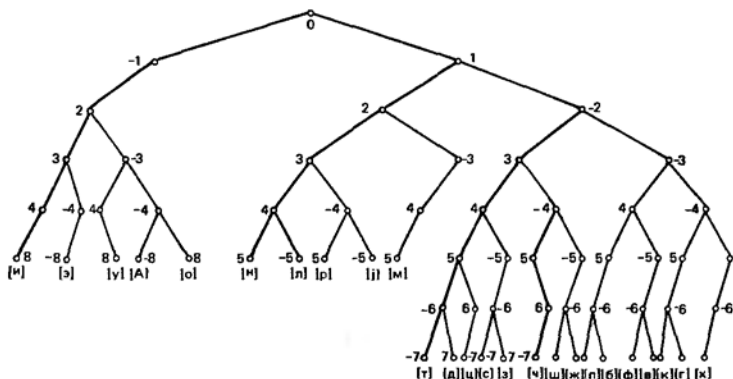 0
-1 1
2 2 -2
3 -3 3 -3 3 -3
4 -4 4 -4 4 -4 4 4 -4 4 -4
8 -8 8 -8 8 5 -5 5 -5 5 5 -5 5 -5 5 -5 5
[и] [э] [у] [А] [о] [н] [л] [р] [j] [м]
-6 6 -6 6 -6 -6 -6 -6 -6
-7 7 -7 -7 7 -7
[т] [д] [ц] [с] [з] [ч] [ш] [ж] [п] [б] [ф] [в] [к] [г] [х]